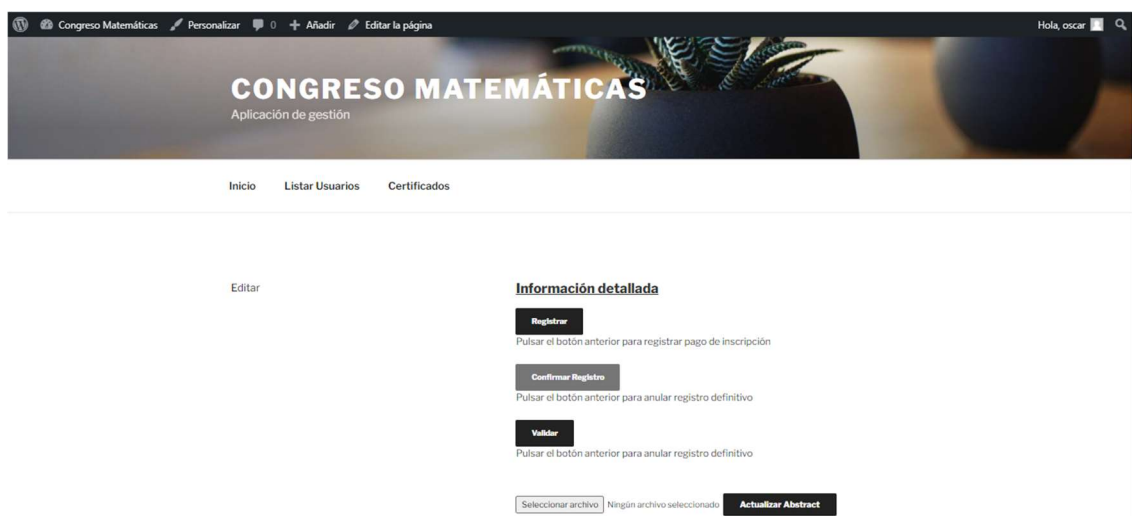 Congreso Matemáticas Personalizar 0 Añadir Editar la página Hola, oscar
CONGRESO MATEMÁTICAS
Aplicación de gestión
Inicio Listar Usuarios Certificados
Editar
Información detallada
Registrar
Pulsar el botón anterior para registrar pago de inscripción
Confirmar Registro
Pulsar el botón anterior para anular registro definitivo
Validar
Pulsar el botón anterior para anular registro definitivo
Seleccionar archivo Ningún archivo seleccionado Actualizar Abstract